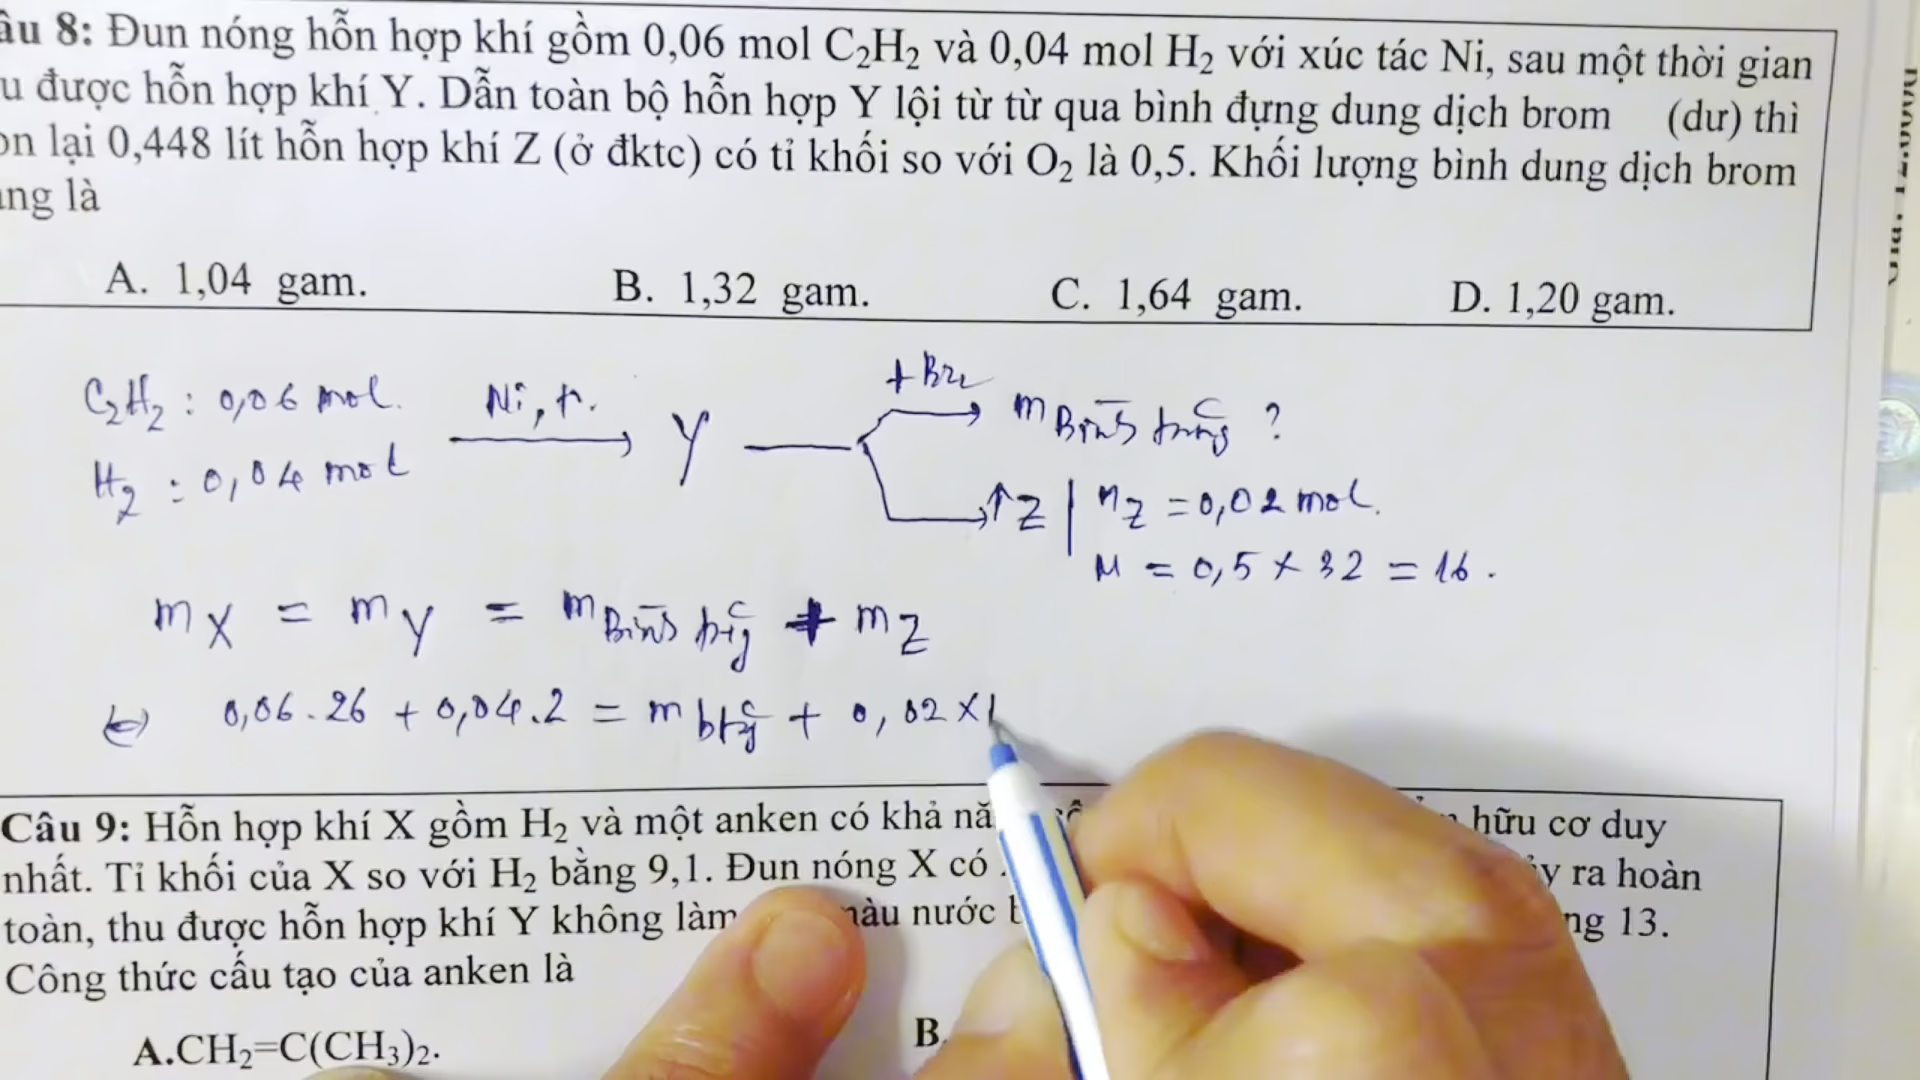 âu 8: Đun nóng hỗn hợp khí gồm 0,06 mol C₂H₂ và 0,04 mol H₂ với xúc tác Ni, sau một thời gian
u được hỗn hợp khí Y. Dẫn toàn bộ hỗn hợp Y lội từ từ qua bình đựng dung dịch brom (dư) thì
òn lại 0,448 lít hỗn hợp khí Z (ở đktc) có tỉ khối so với O₂ là 0,5. Khối lượng bình dung dịch brom
ăng là
A. 1,04 gam. B. 1,32 gam. C. 1,64 gam. D. 1,20 gam.
C₂H₂ : 0,06 mol. Ni, t°. Y + Br₂ m Bình tăng ?
H₂ : 0,04 mol ↑Z | n_Z = 0,02 mol.
M = 0,5 × 32 = 16.
m_X = m_Y = m Bình tăng + m_Z
0,06 . 26 + 0,04 . 2 = m btăng + 0,02 × 1
Câu 9: Hỗn hợp khí X gồm H₂ và một anken có khả nă hữu cơ duy
nhất. Tỉ khối của X so với H₂ bằng 9,1. Đun nóng X có y ra hoàn
toàn, thu được hỗn hợp khí Y không làm màu nước ng 13.
Công thức cấu tạo của anken là
A.CH₂=C(CH₃)₂. B.